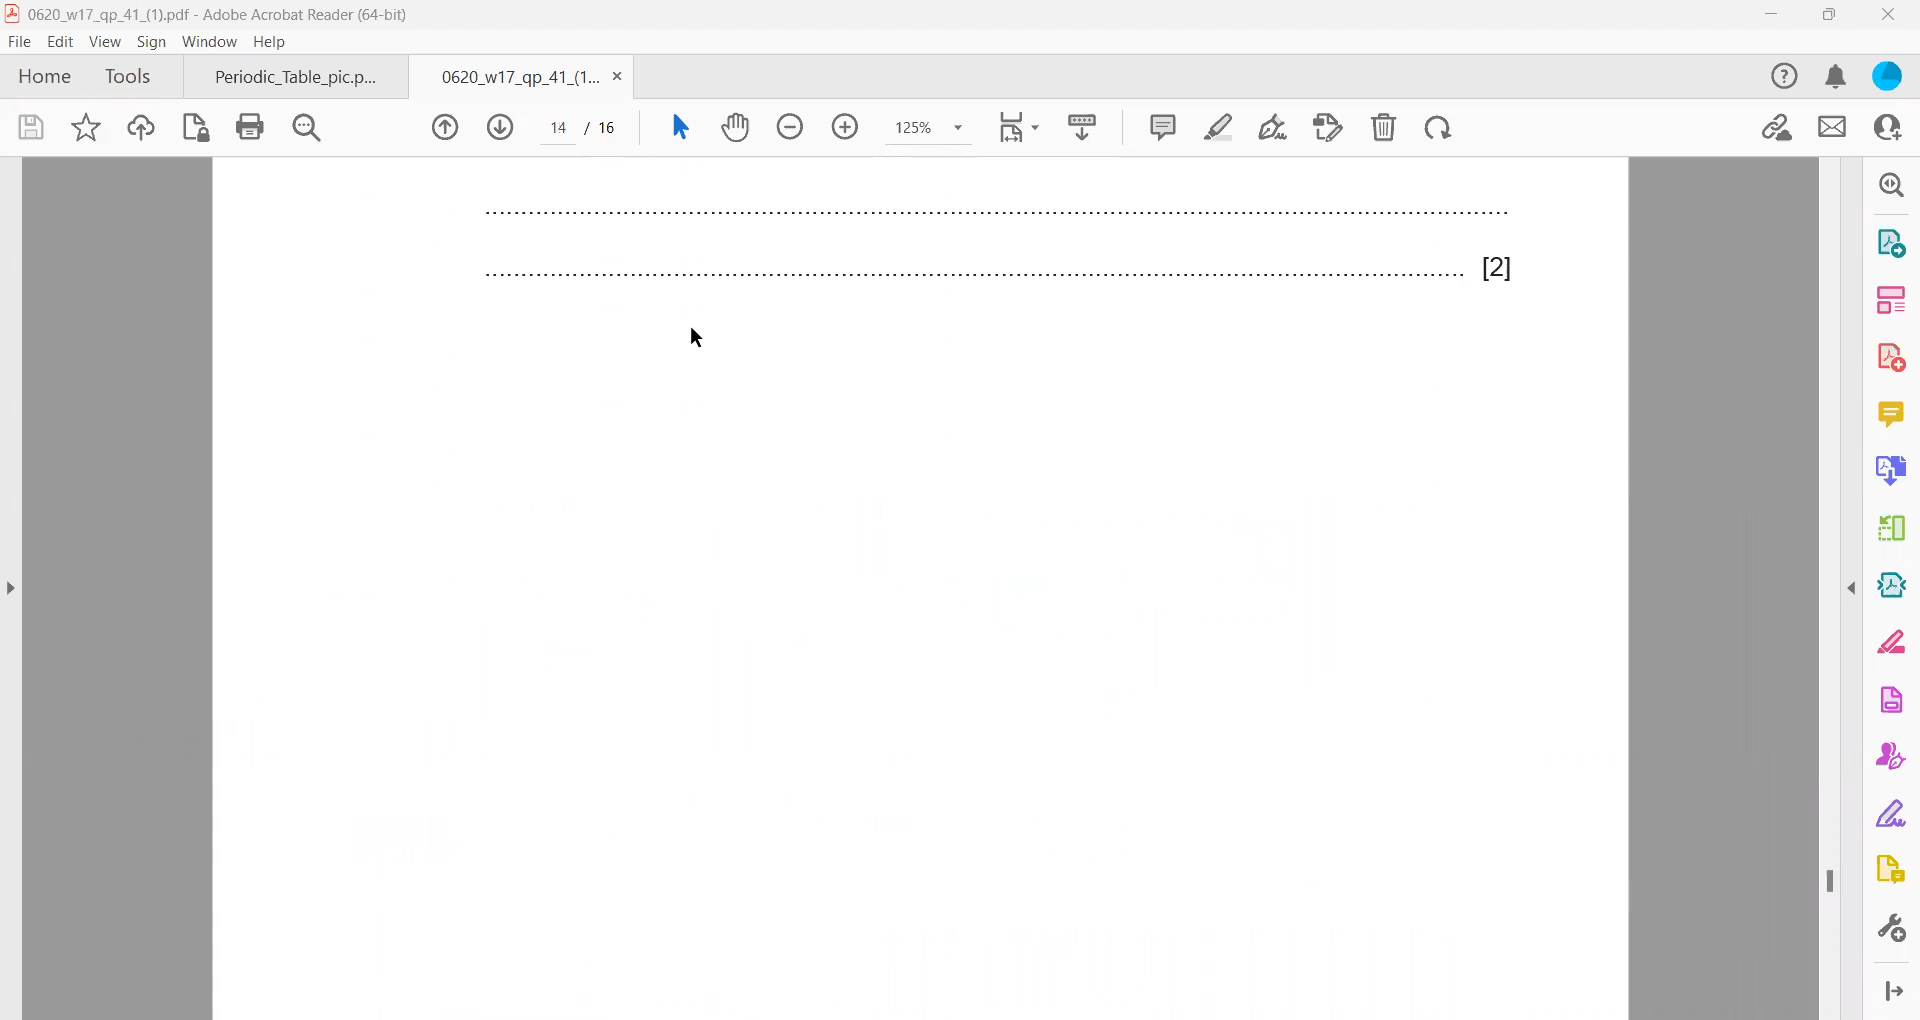 0620_w17_qp_41_(1).pdf - Adobe Acrobat Reader (64-bit)
File Edit View Sign Window Help
Home Tools Periodic_Table_pic.p... 0620_w17_qp_41_(1... ×
14 / 16 125%
........................................................................................................................................................
................................................................................................................................................. [2]